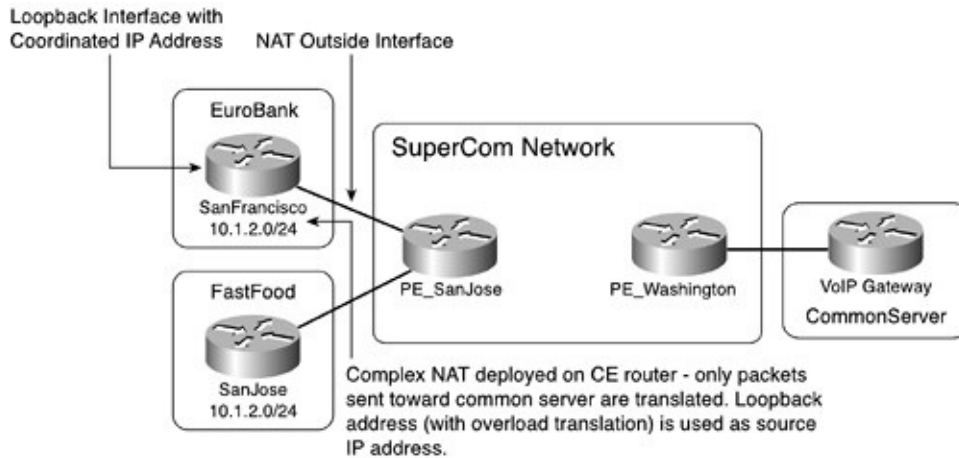 Loopback Interface with
Coordinated IP Address
NAT Outside Interface
EuroBank
SanFrancisco
10.1.2.0/24
SuperCom Network
PE_SanJose
PE_Washington
VoIP Gateway
CommonServer
FastFood
SanJose
10.1.2.0/24
Complex NAT deployed on CE router - only packets
sent toward common server are translated. Loopback
address (with overload translation) is used as source
IP address.